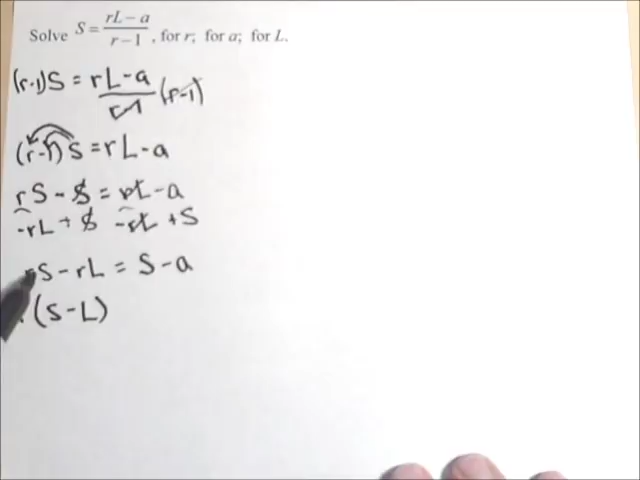 Solve S = (rL − a)/(r − 1), for r; for a; for L.
(r-1)S = (rL-a)/(r-1) (r-1)
(r-1)S = rL-a
rS - S = rL - a
-rL + S -rL + S
rS - rL = S - a
(S - L)